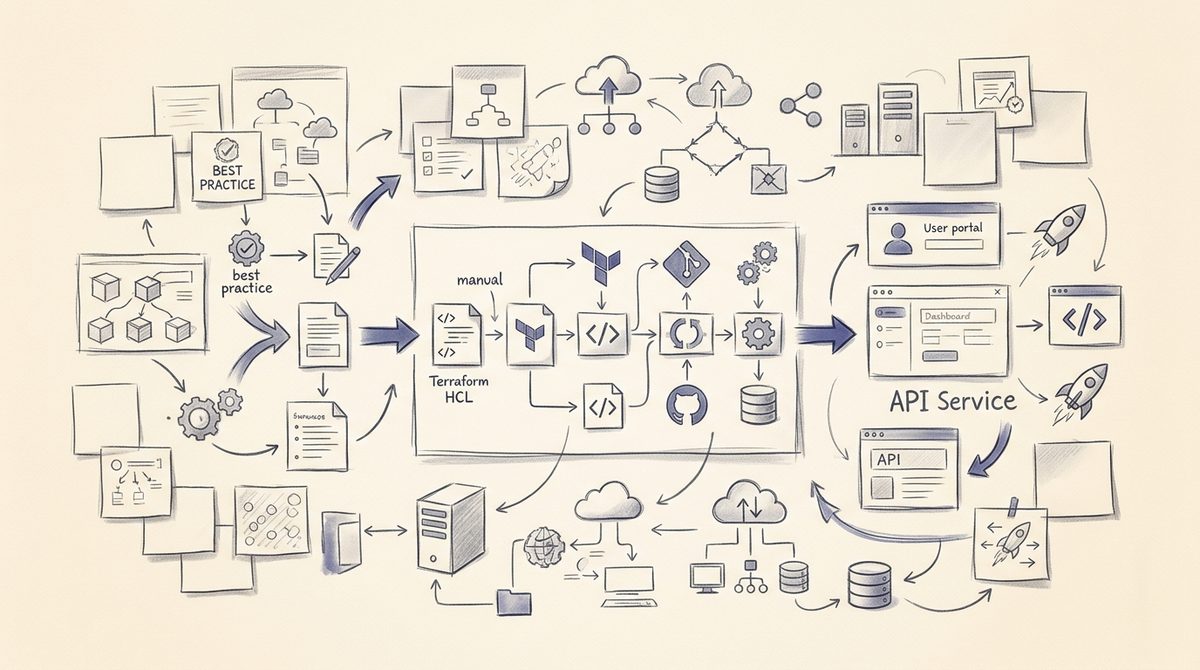 BEST
PRACTICE
best
practice
manual
Terraform
HCL
</>
</>
</>
</>
User portal
Dashboard
</>
API Service
API